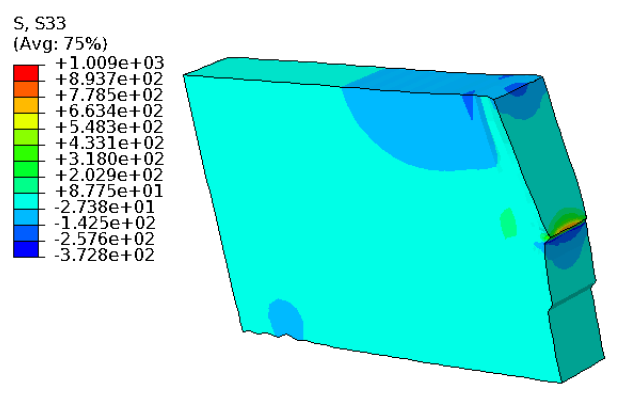 S, S33
(Avg: 75%)
+1.009e+03
+8.937e+02
+7.785e+02
+6.634e+02
+5.483e+02
+4.331e+02
+3.180e+02
+2.029e+02
+8.775e+01
-2.738e+01
-1.425e+02
-2.576e+02
-3.728e+02